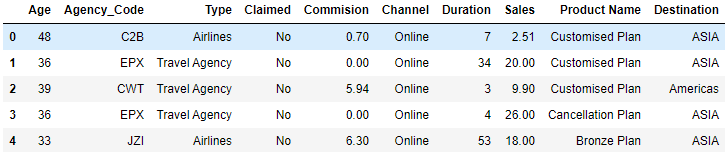 Age Agency_Code Type Claimed Commision Channel Duration Sales Product Name Destination
0 48 C2B Airlines No 0.70 Online 7 2.51 Customised Plan ASIA
1 36 EPX Travel Agency No 0.00 Online 34 20.00 Customised Plan ASIA
2 39 CWT Travel Agency No 5.94 Online 3 9.90 Customised Plan Americas
3 36 EPX Travel Agency No 0.00 Online 4 26.00 Cancellation Plan ASIA
4 33 JZI Airlines No 6.30 Online 53 18.00 Bronze Plan ASIA